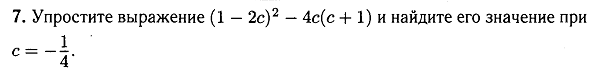 7. Упростите выражение (1 − 2c)² − 4c(c + 1) и найдите его значение при
c = −1/4.